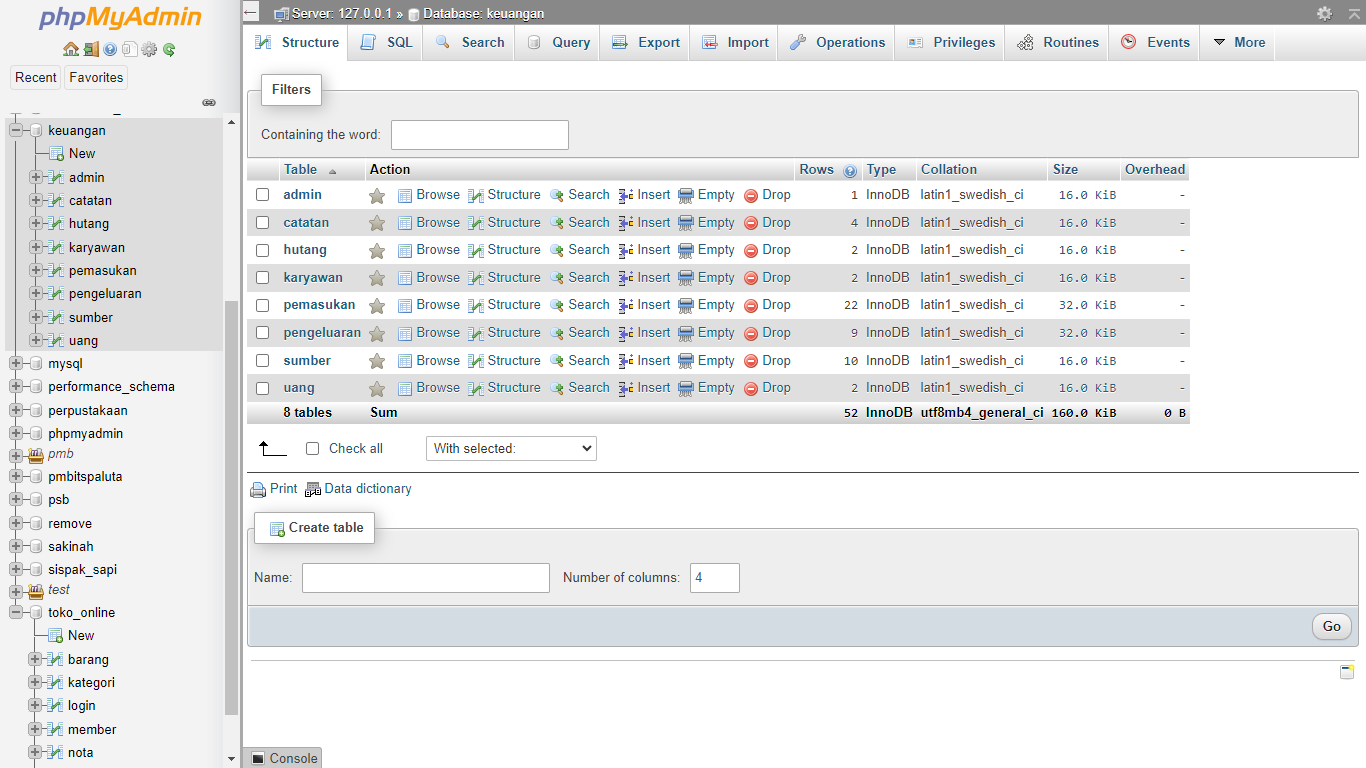 phpMyAdmin
Recent Favorites
keuangan
New
admin
catatan
hutang
karyawan
pemasukan
pengeluaran
sumber
uang
mysql
performance_schema
perpustakaan
phpmyadmin
pmb
pmbitspaluta
psb
remove
sakinah
sispak_sapi
test
toko_online
New
barang
kategori
login
member
nota
Server: 127.0.0.1 » Database: keuangan
Structure SQL Search Query Export Import Operations Privileges Routines Events More
Filters
Containing the word:
Table Action Rows Type Collation Size Overhead
admin Browse Structure Search Insert Empty Drop 1 InnoDB latin1_swedish_ci 16.0 KiB -
catatan Browse Structure Search Insert Empty Drop 4 InnoDB latin1_swedish_ci 16.0 KiB -
hutang Browse Structure Search Insert Empty Drop 2 InnoDB latin1_swedish_ci 16.0 KiB -
karyawan Browse Structure Search Insert Empty Drop 2 InnoDB latin1_swedish_ci 16.0 KiB -
pemasukan Browse Structure Search Insert Empty Drop 22 InnoDB latin1_swedish_ci 32.0 KiB -
pengeluaran Browse Structure Search Insert Empty Drop 9 InnoDB latin1_swedish_ci 32.0 KiB -
sumber Browse Structure Search Insert Empty Drop 10 InnoDB latin1_swedish_ci 16.0 KiB -
uang Browse Structure Search Insert Empty Drop 2 InnoDB latin1_swedish_ci 16.0 KiB -
8 tables Sum 52 InnoDB utf8mb4_general_ci 160.0 KiB 0 B
Check all With selected:
Print Data dictionary
Create table
Name: Number of columns: 4
Go
Console